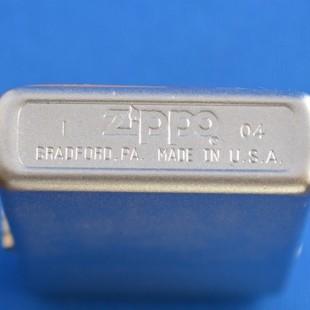 I zippo 04
BRADFORD, PA. MADE IN U.S.A.